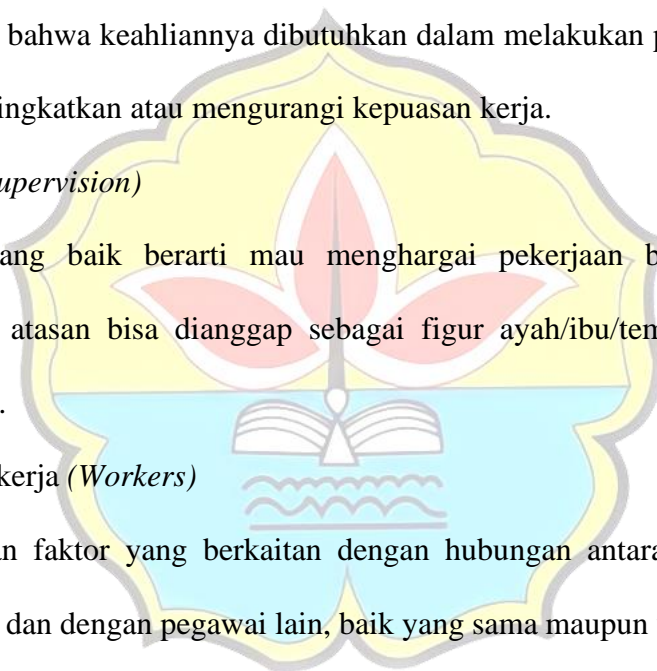 bahwa keahliannya dibutuhkan dalam melakukan p
ingkatkan atau mengurangi kepuasan kerja.
upervision)
ang baik berarti mau menghargai pekerjaan b
atasan bisa dianggap sebagai figur ayah/ibu/tem
.
kerja (Workers)
n faktor yang berkaitan dengan hubungan antara
dan dengan pegawai lain, baik yang sama maupun